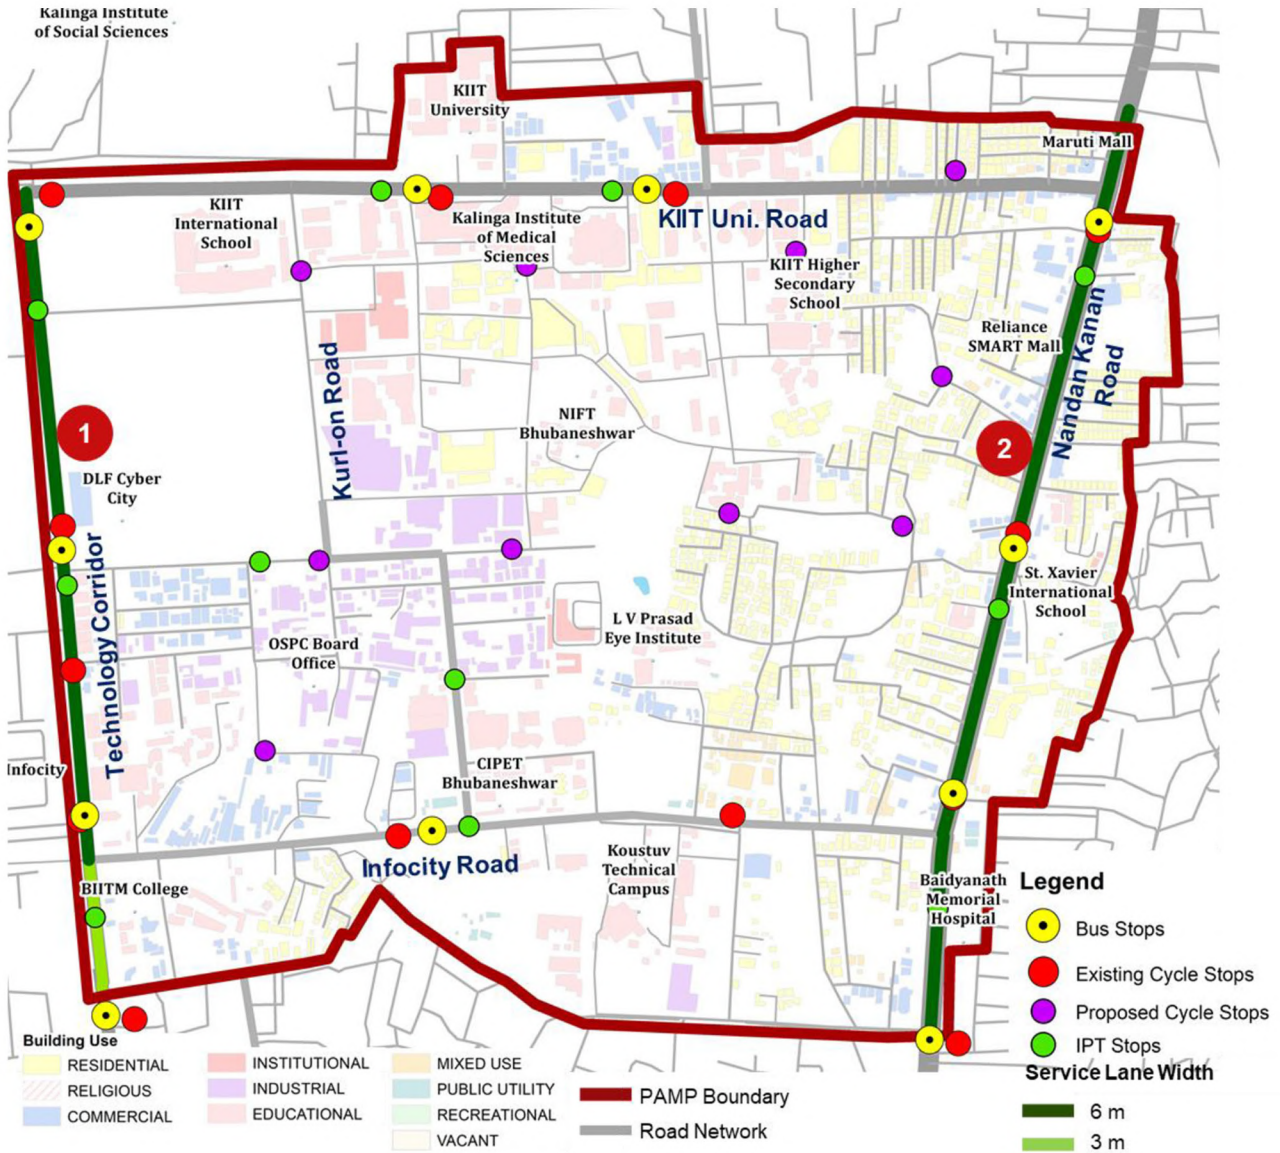 Kalinga Institute
of Social Sciences
KIIT
University
Maruti Mall
KIIT
International
School
Kalinga Institute
of Medical
Sciences
KIIT Uni. Road
KIIT Higher
Secondary
School
Reliance
SMART Mall
Nandan Kanan
Road
Kurl-on Road
NIFT
Bhubaneshwar
1
2
DLF Cyber
City
Technology Corridor
St. Xavier
International
School
L V Prasad
Eye Institute
OSPC Board
Office
Infocity
CIPET
Bhubaneshwar
Infocity Road
Koustuv
Technical
Campus
BIITM College
Baidyanath
Memorial
Hospital
Legend
Bus Stops
Existing Cycle Stops
Proposed Cycle Stops
IPT Stops
Service Lane Width
6 m
3 m
Building Use
RESIDENTIAL
RELIGIOUS
COMMERCIAL
INSTITUTIONAL
INDUSTRIAL
EDUCATIONAL
MIXED USE
PUBLIC UTILITY
RECREATIONAL
VACANT
PAMP Boundary
Road Network